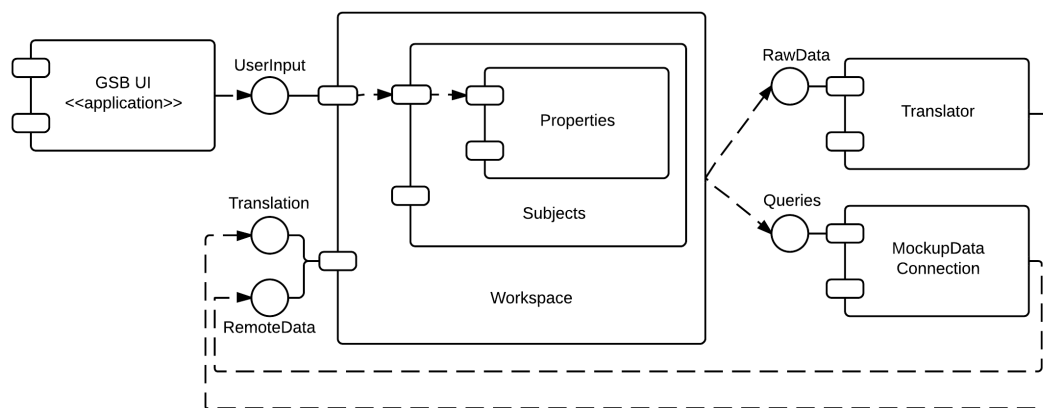 GSB UI
<<application>>
UserInput
Properties
Subjects
Workspace
Translation
RemoteData
RawData
Translator
Queries
MockupData
Connection